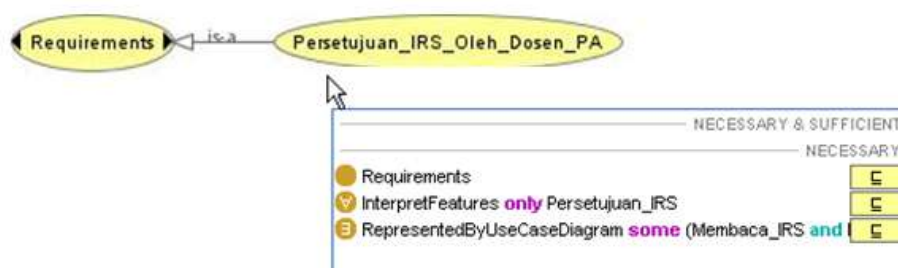 Requirements is-a Persetujuan_IRS_Oleh_Dosen_PA
NECESSARY & SUFFICIENT
NECESSARY
Requirements ⊑
∀ InterpretFeatures only Persetujuan_IRS ⊑
∃ RepresentedByUseCaseDiagram some (Membaca_IRS and ⊑